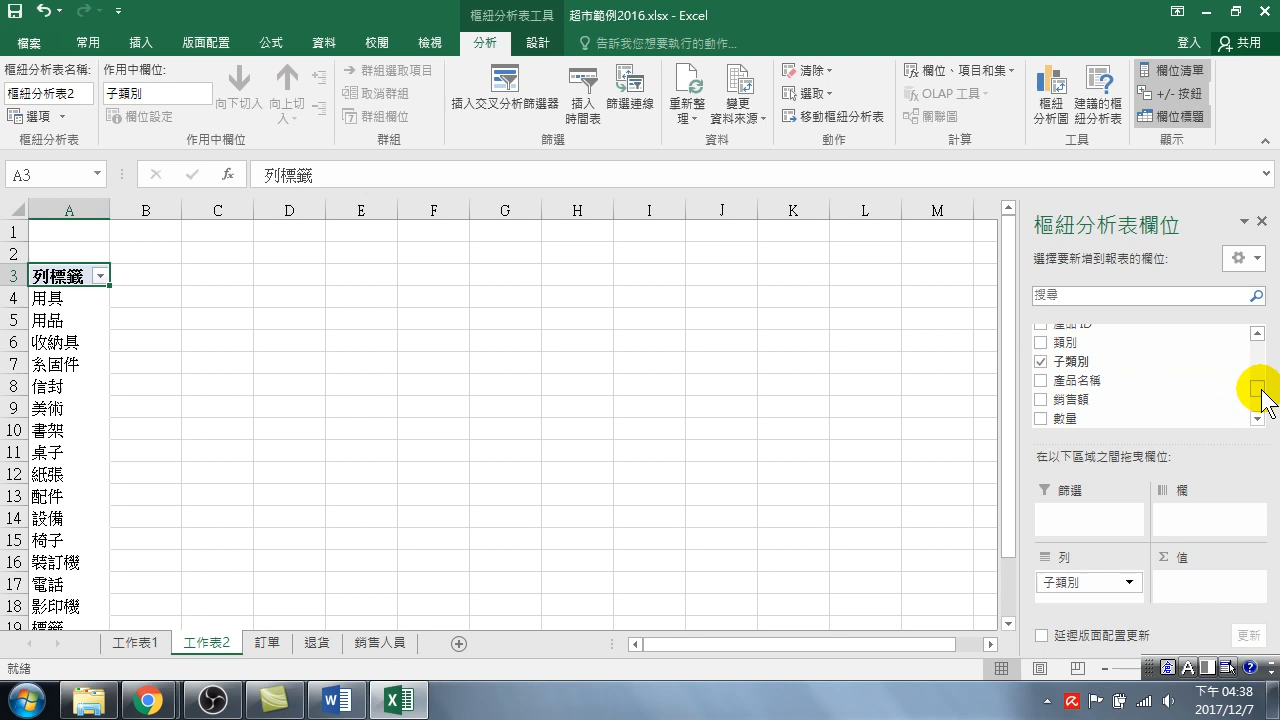 樞紐分析表工具
超市範例2016.xlsx - Excel
檔案 常用 插入 版面配置 公式 資料 校閱 檢視 分析 設計 告訴我您想要執行的動作... 登入 共用
樞紐分析表名稱: 作用中欄位:
樞紐分析表2 子類別
選項 欄位設定
向下切入 向上切入
群組選取項目
取消群組
群組欄位
插入交叉分析篩選器 插入時間表 篩選連線
重新整理 變更資料來源
清除
選取
移動樞紐分析表
欄位、項目和集
OLAP 工具
關聯圖
樞紐分析圖 建議的樞紐分析表
欄位清單
+/- 按鈕
欄位標題
樞紐分析表 作用中欄位 群組 篩選 資料 動作 計算 工具 顯示
A3 fx 列標籤
A B C D E F G H I J K L M
1
2
3 列標籤
4 用具
5 用品
6 收納具
7 糸固件
8 信封
9 美術
10 書架
11 桌子
12 紙張
13 配件
14 設備
15 椅子
16 裝訂機
17 電話
18 影印機
19 標籤
樞紐分析表欄位
選擇要新增到報表的欄位:
搜尋
產品 ID
類別
子類別
產品名稱
銷售額
數量
在以下區域之間拖曳欄位:
篩選 欄
列 Σ 值
子類別
延遲版面配置更新 更新
工作表1 工作表2 訂單 退貨 銷售人員
就緒
下午 04:38
2017/12/7